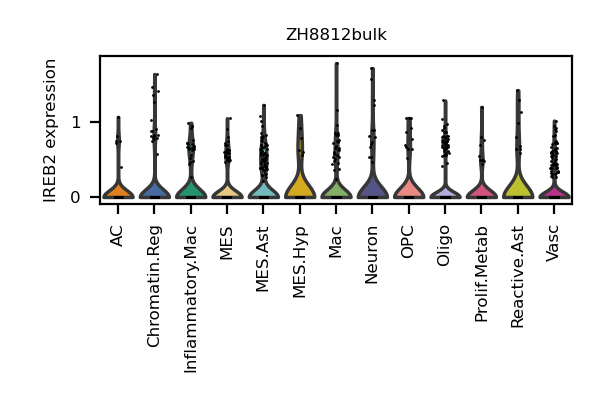 ZH8812bulk
IREB2 expression
1
0
AC
Chromatin.Reg
Inflammatory.Mac
MES
MES.Ast
MES.Hyp
Mac
Neuron
OPC
Oligo
Prolif.Metab
Reactive.Ast
Vasc